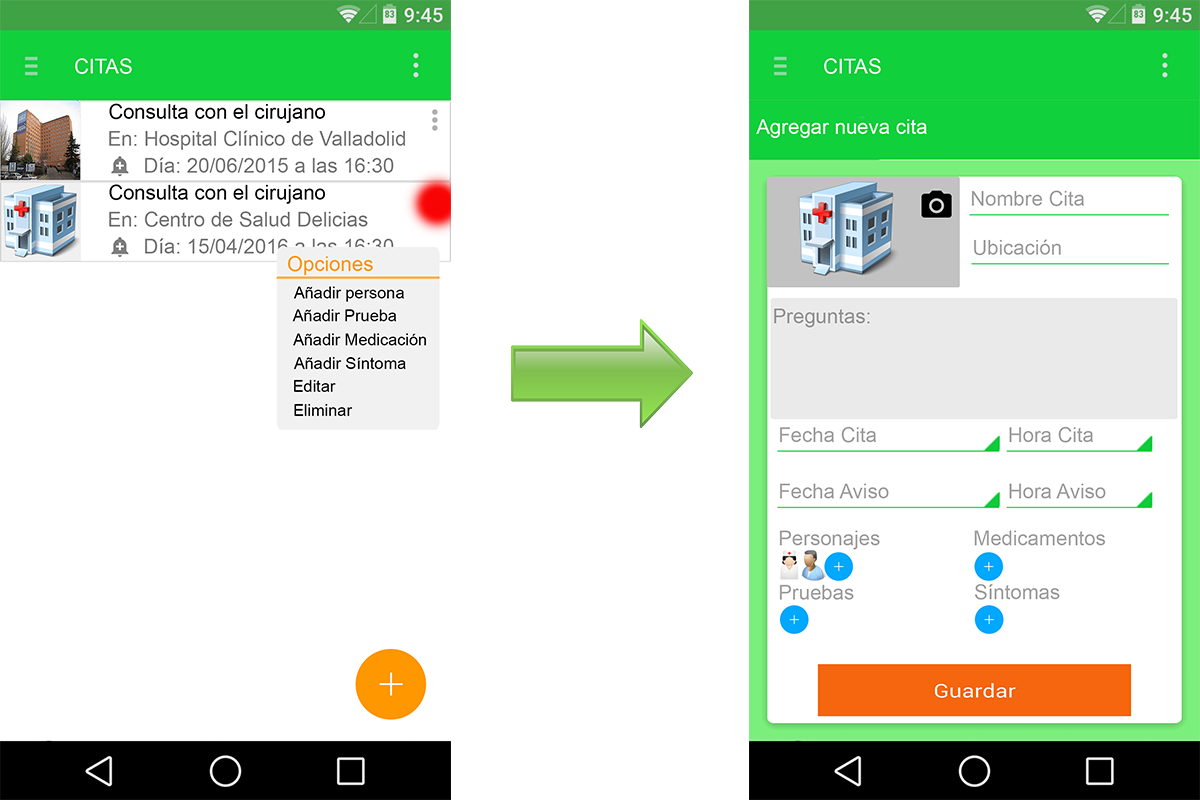 83 9:45
CITAS
Consulta con el cirujano
En: Hospital Clínico de Valladolid
Día: 20/06/2015 a las 16:30
Consulta con el cirujano
En: Centro de Salud Delicias
Día: 15/04/2016 a las 16:30
Opciones
Añadir persona
Añadir Prueba
Añadir Medicación
Añadir Síntoma
Editar
Eliminar
83 9:45
CITAS
Agregar nueva cita
Nombre Cita
Ubicación
Preguntas:
Fecha Cita Hora Cita
Fecha Aviso Hora Aviso
Personajes Medicamentos
Pruebas Síntomas
Guardar